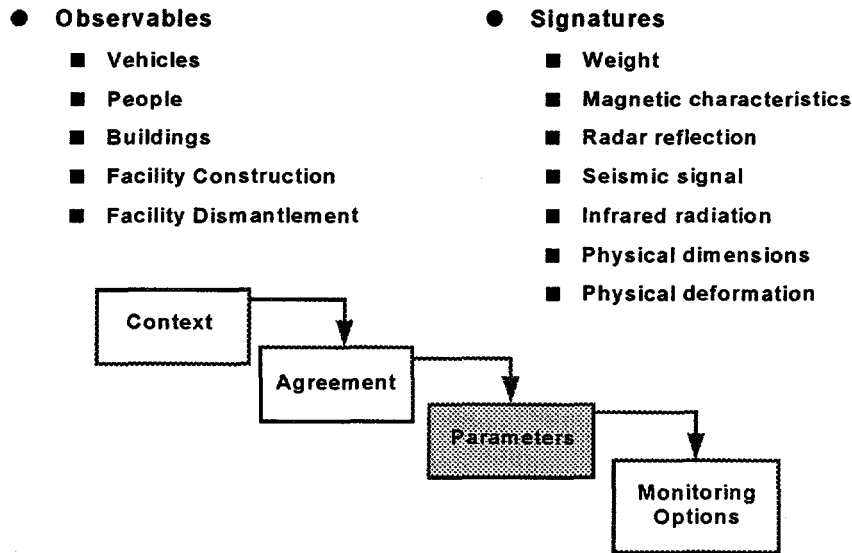 Observables
Vehicles
People
Buildings
Facility Construction
Facility Dismantlement
Signatures
Weight
Magnetic characteristics
Radar reflection
Seismic signal
Infrared radiation
Physical dimensions
Physical deformation
Context
Agreement
Parameters
Monitoring
Options